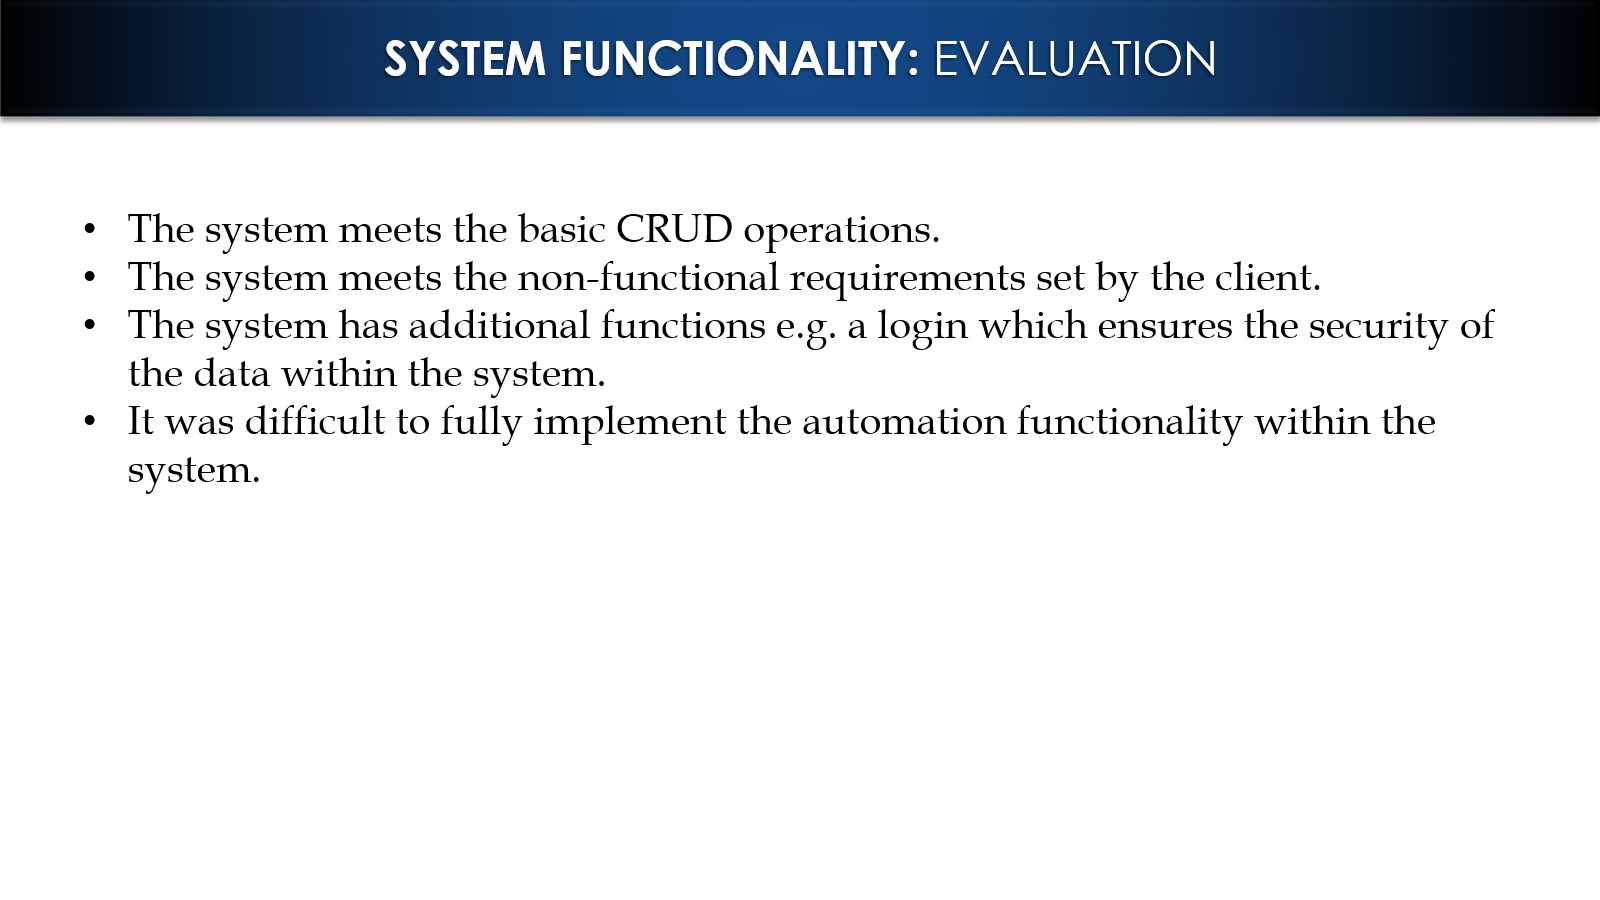 SYSTEM FUNCTIONALITY: EVALUATION
• The system meets the basic CRUD operations.
• The system meets the non-functional requirements set by the client.
• The system has additional functions e.g. a login which ensures the security of
the data within the system.
• It was difficult to fully implement the automation functionality within the
system.